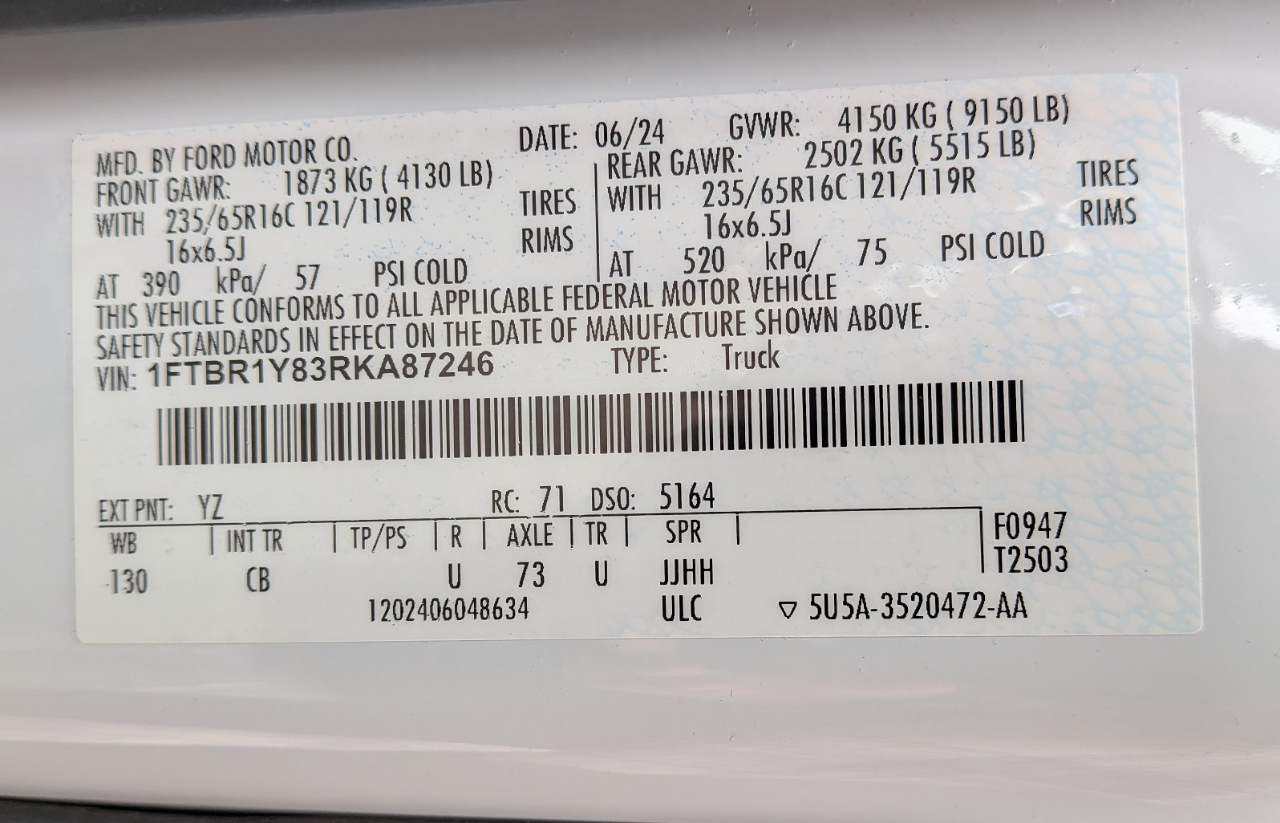 MFD. BY FORD MOTOR CO. DATE: 06/24 GVWR: 4150 KG ( 9150 LB)
FRONT GAWR: 1873 KG ( 4130 LB) REAR GAWR: 2502 KG ( 5515 LB)
WITH 235/65R16C 121/119R TIRES WITH 235/65R16C 121/119R TIRES
16x6.5J RIMS 16x6.5J RIMS
AT 390 kPa/ 57 PSI COLD AT 520 kPa/ 75 PSI COLD
THIS VEHICLE CONFORMS TO ALL APPLICABLE FEDERAL MOTOR VEHICLE
SAFETY STANDARDS IN EFFECT ON THE DATE OF MANUFACTURE SHOWN ABOVE.
VIN: 1FTBR1Y83RKA87246 TYPE: Truck
EXT PNT: YZ RC: 71 DSO: 5164
WB INT TR TP/PS R AXLE TR SPR F0947
130 CB U 73 U JJHH T2503
1202406048634 ULC ▽ 5U5A-3520472-AA